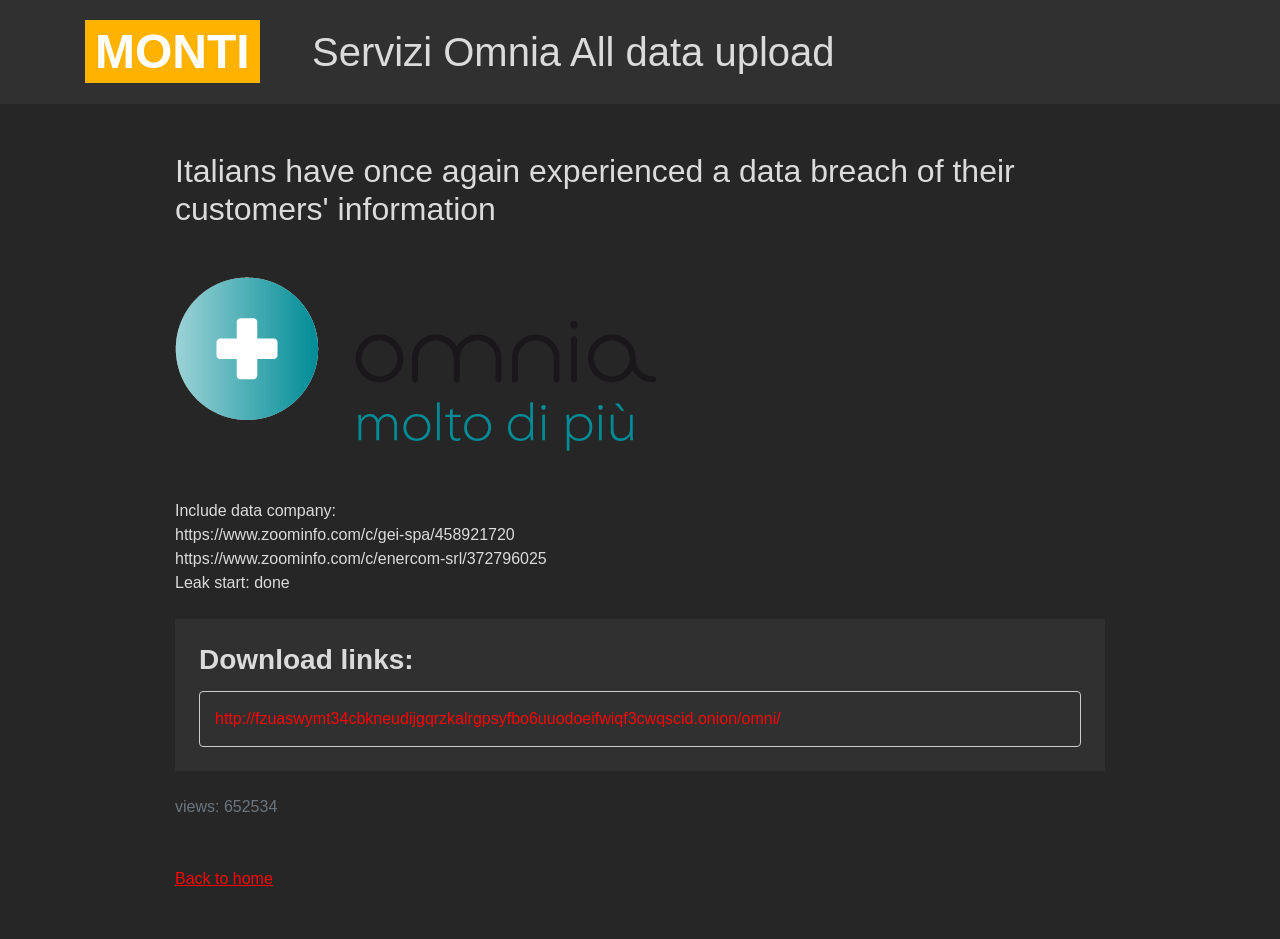 MONTI
Servizi Omnia All data upload
Italians have once again experienced a data breach of their
customers' information
omnia
molto di più
Include data company:
https://www.zoominfo.com/c/gei-spa/458921720
https://www.zoominfo.com/c/enercom-srl/372796025
Leak start: done
Download links:
http://fzuaswymt34cbkneudijgqrzkalrgpsyfbo6uuodoeifwiqf3cwqscid.onion/omni/
views: 652534
Back to home